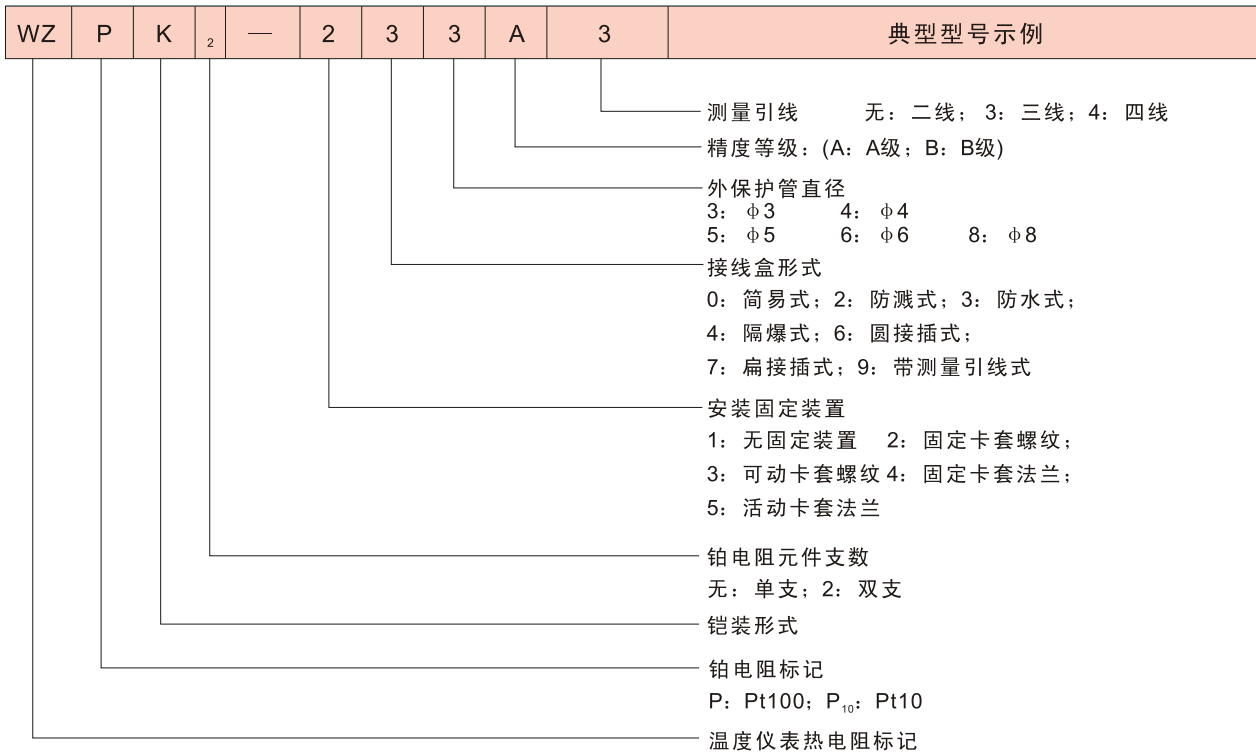 WZ P K 2 — 2 3 3 A 3 典型型号示例
测量引线 无：二线；3：三线；4：四线
精度等级：(A：A级；B：B级)
外保护管直径
3：ф3 4：ф4
5：ф5 6：ф6 8：ф8
接线盒形式
0：简易式；2：防溅式；3：防水式；
4：隔爆式；6：圆接插式；
7：扁接插式；9：带测量引线式
安装固定装置
1：无固定装置 2：固定卡套螺纹；
3：可动卡套螺纹 4：固定卡套法兰；
5：活动卡套法兰
铂电阻元件支数
无：单支；2：双支
铠装形式
铂电阻标记
P：Pt100；P₁₀：Pt10
温度仪表热电阻标记